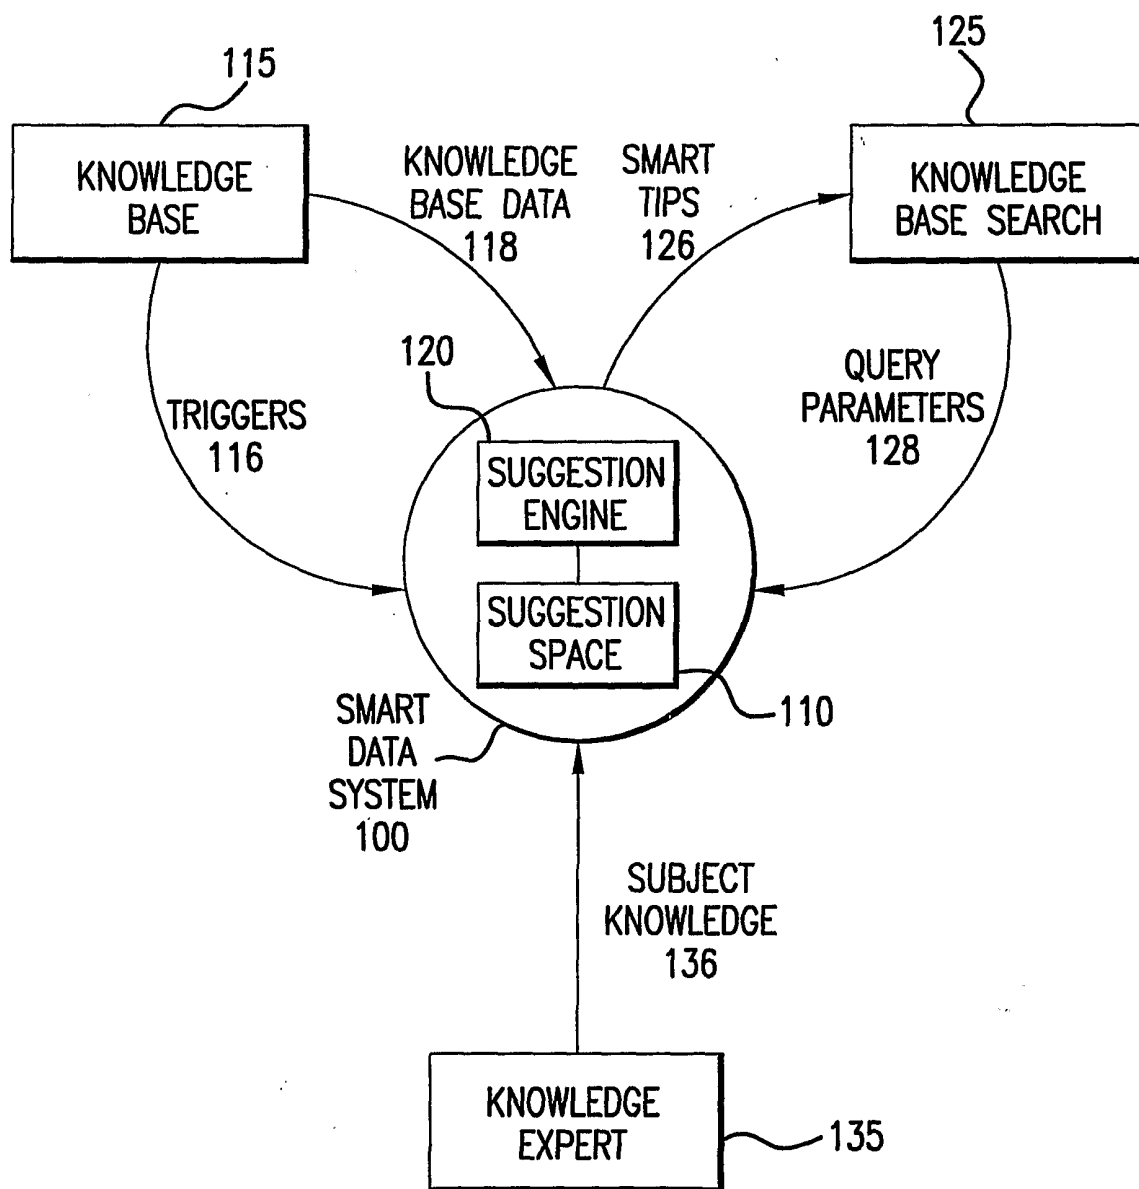 125
115
KNOWLEDGE
BASE
KNOWLEDGE
BASE DATA
118
SMART
TIPS
126
KNOWLEDGE
BASE SEARCH
120
TRIGGERS
116
QUERY
PARAMETERS
128
SUGGESTION
ENGINE
SUGGESTION
SPACE
110
SMART
DATA
SYSTEM
100
SUBJECT
KNOWLEDGE
136
KNOWLEDGE
EXPERT
135